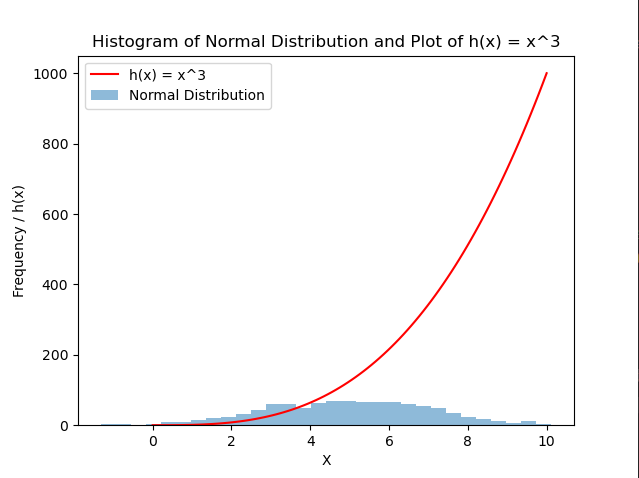 Histogram of Normal Distribution and Plot of h(x) = x^3
h(x) = x^3
Normal Distribution
1000
800
600
400
200
0
Frequency / h(x)
0 2 4 6 8 10
X